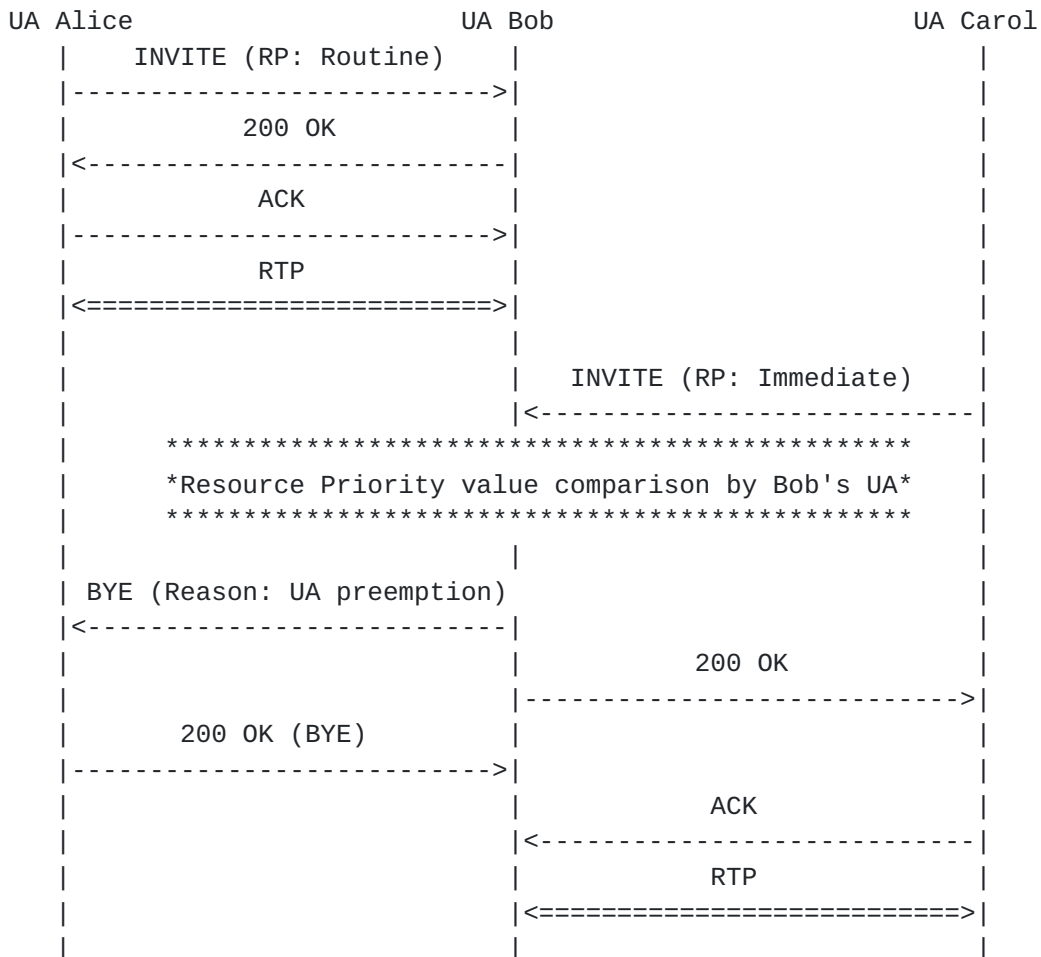 UA Alice                     UA Bob                       UA Carol
   |    INVITE (RP: Routine)    |                             |
   |--------------------------->|                             |
   |           200 OK           |                             |
   |<---------------------------|                             |
   |            ACK             |                             |
   |--------------------------->|                             |
   |            RTP             |                             |
   |<==========================>|                             |
   |                            |                             |
   |                            |   INVITE (RP: Immediate)    |
   |                            |<----------------------------|
   |      ************************************************    |
   |      *Resource Priority value comparison by Bob's UA*    |
   |      ************************************************    |
   |                            |                             |
   | BYE (Reason: UA preemption)                              |
   |<---------------------------|                             |
   |                            |           200 OK            |
   |                            |---------------------------->|
   |       200 OK (BYE)         |                             |
   |--------------------------->|                             |
   |                            |            ACK              |
   |                            |<----------------------------|
   |                            |            RTP              |
   |                            |<===========================>|
   |                            |                             |